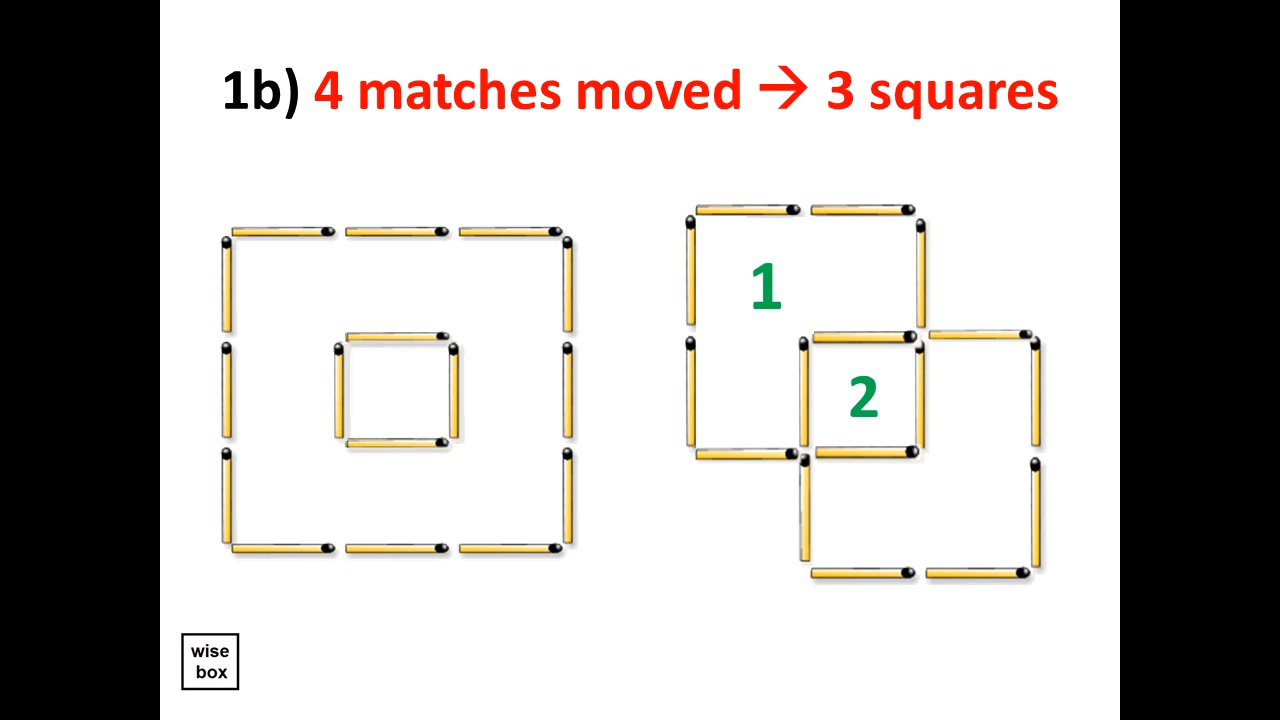 1b) 4 matches moved → 3 squares
1
2
wise
box